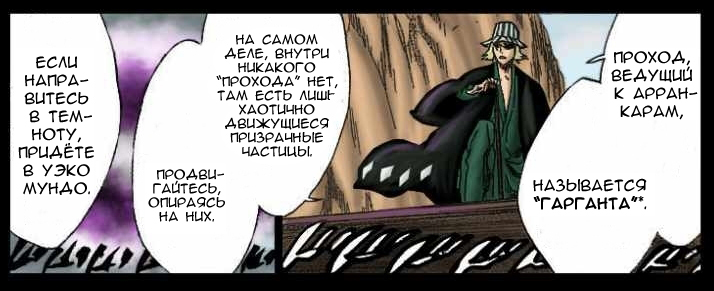 ПРОХОД,
ВЕДУЩИЙ
К АРРАН-
КАРАМ,
НАЗЫВАЕТСЯ
"ГАРГАНТА"*.
НА САМОМ
ДЕЛЕ, ВНУТРИ
НИКАКОГО
"ПРОХОДА" НЕТ,
ТАМ ЕСТЬ ЛИШЬ
ХАОТИЧНО
ДВИЖУЩИЕСЯ
ПРИЗРАЧНЫЕ
ЧАСТИЦЫ.
ПРОДВИ-
ГАЙТЕСЬ,
ОПИРАЯСЬ
НА НИХ.
ЕСЛИ
НАПРА-
ВИТЕСЬ
В ТЕМ-
НОТУ,
ПРИДЁТЕ
В УЭКО
МУНДО.